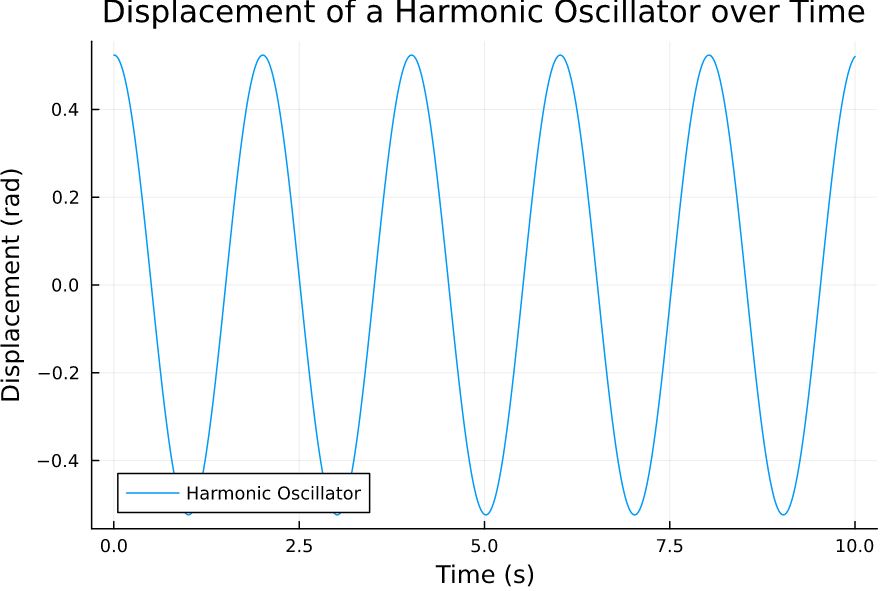 Displacement of a Harmonic Oscillator over Time
Displacement (rad)
0.4
0.2
0.0
−0.2
−0.4
Harmonic Oscillator
0.0 2.5 5.0 7.5 10.0
Time (s)